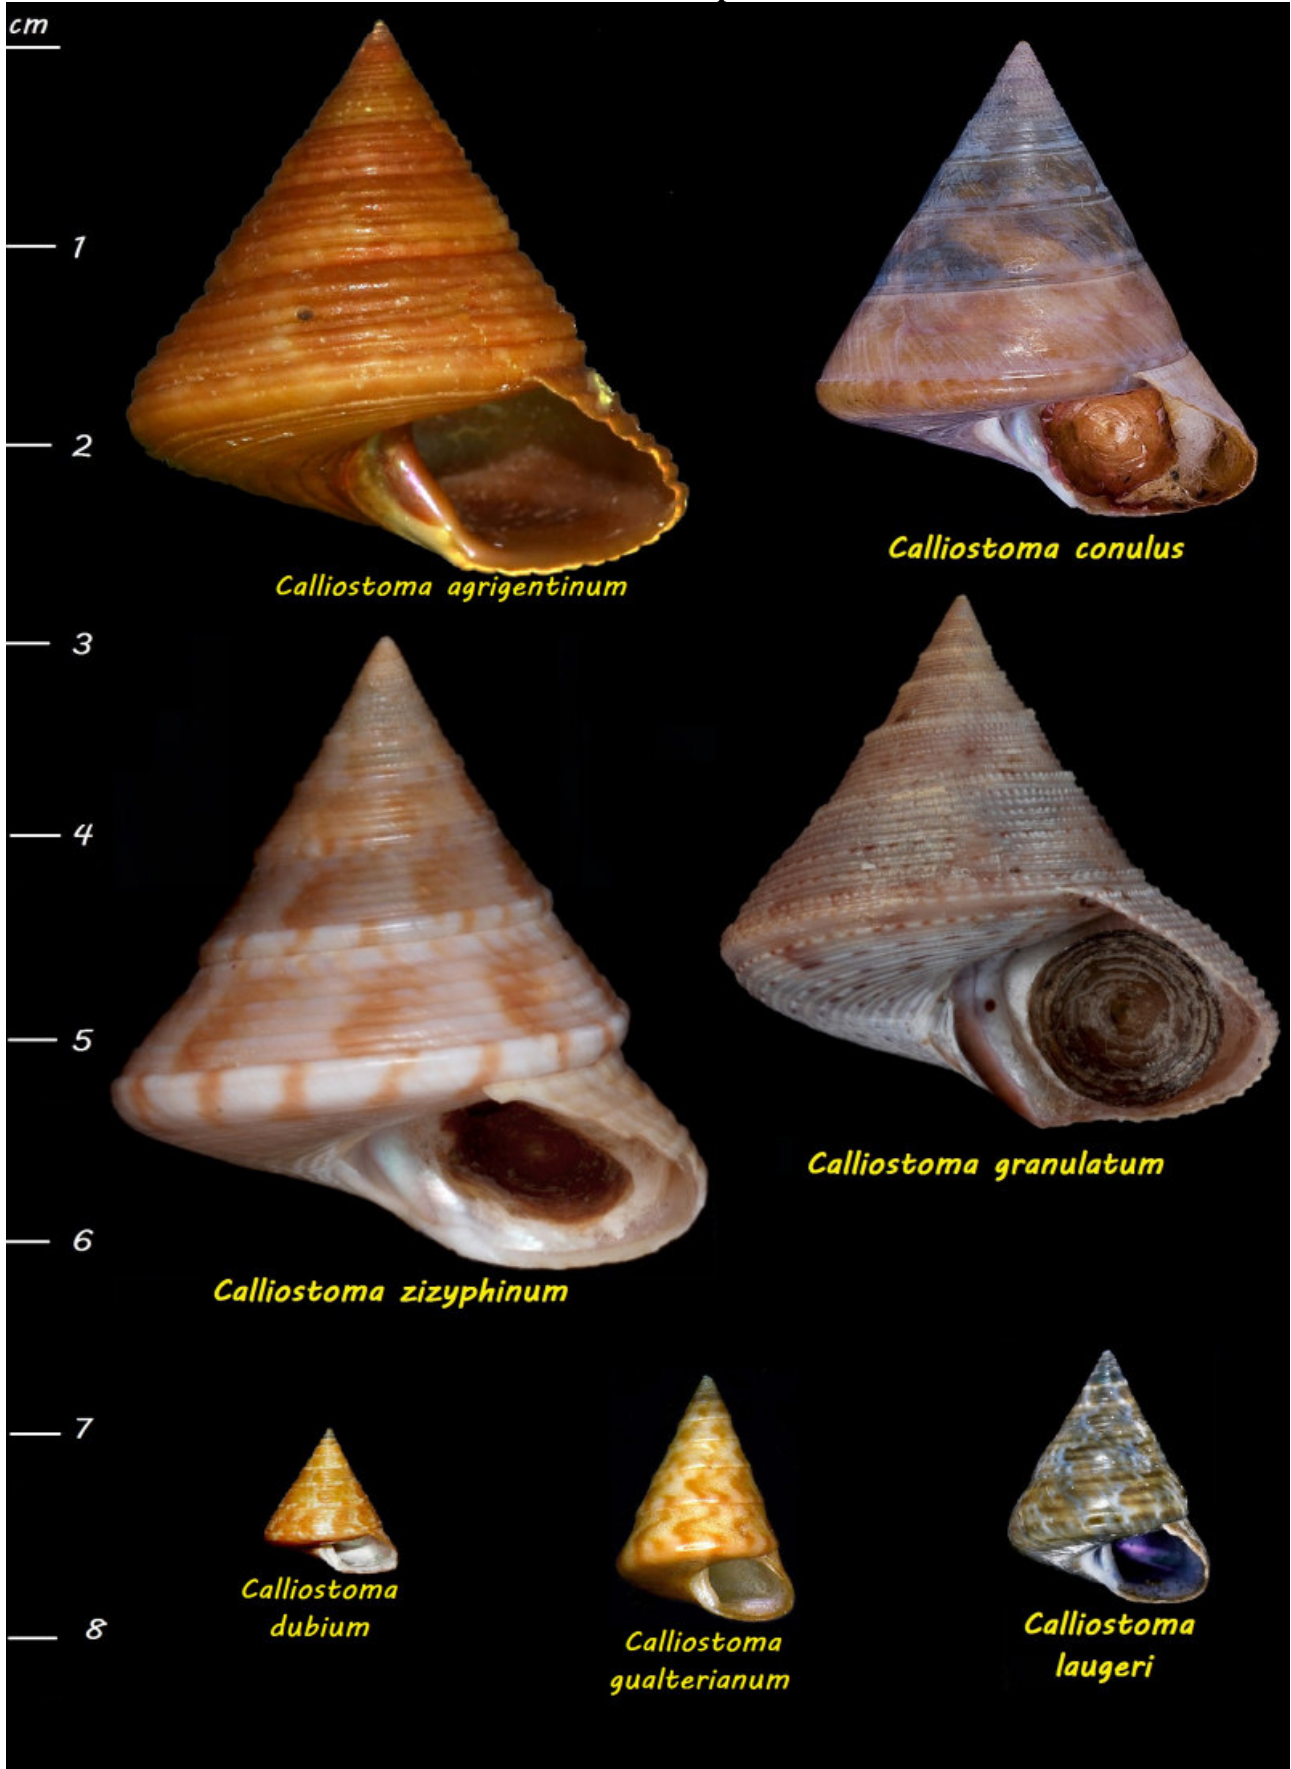 cm
1
2
Calliostoma conulus
Calliostoma agrigentinum
3
4
5
Calliostoma granulatum
6
Calliostoma zizyphinum
7
Calliostoma
dubium
Calliostoma
gualterianum
Calliostoma
laugeri
8